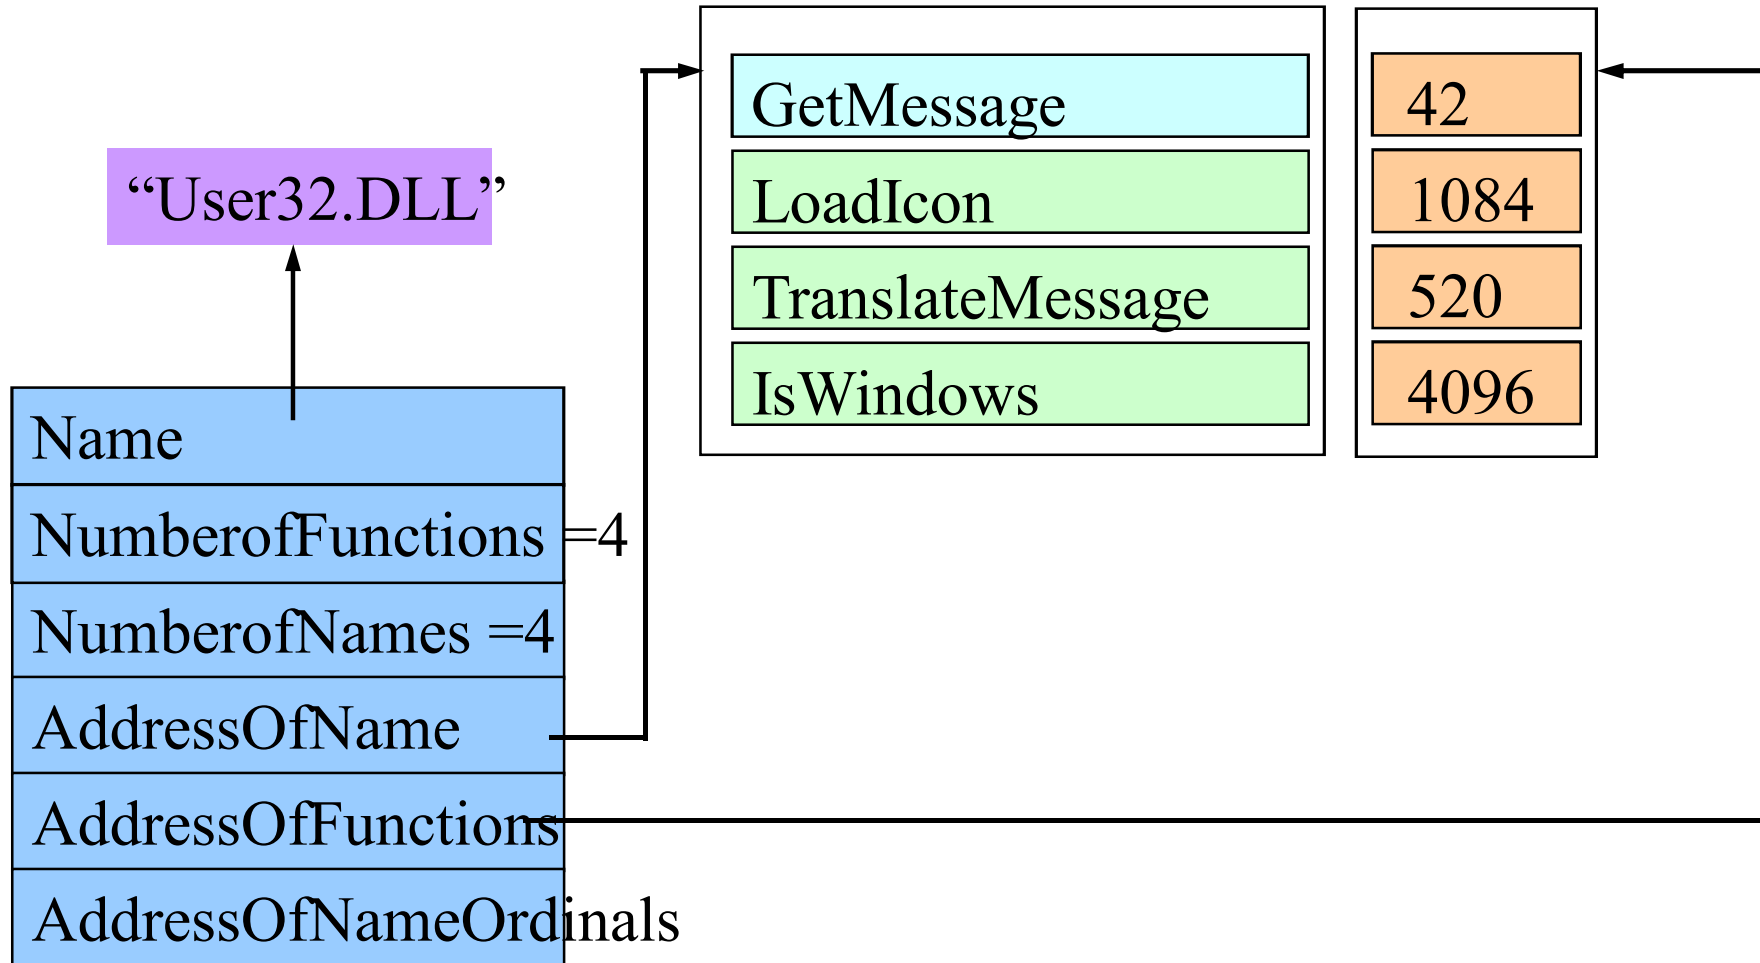 “User32.DLL”
Name
NumberofFunctions =4
NumberofNames =4
AddressOfName
AddressOfFunctions
AddressOfNameOrdinals
GetMessage
LoadIcon
TranslateMessage
IsWindows
42
1084
520
4096